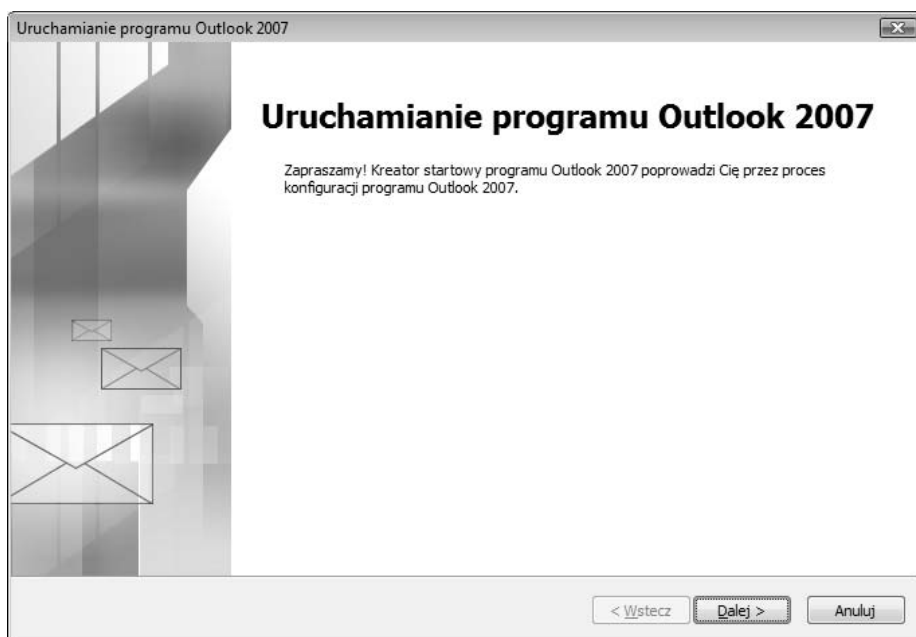 Uruchamianie programu Outlook 2007
Uruchamianie programu Outlook 2007
Zapraszamy! Kreator startowy programu Outlook 2007 poprowadzi Cię przez proces
konfiguracji programu Outlook 2007.
< Wstecz Dalej > Anuluj